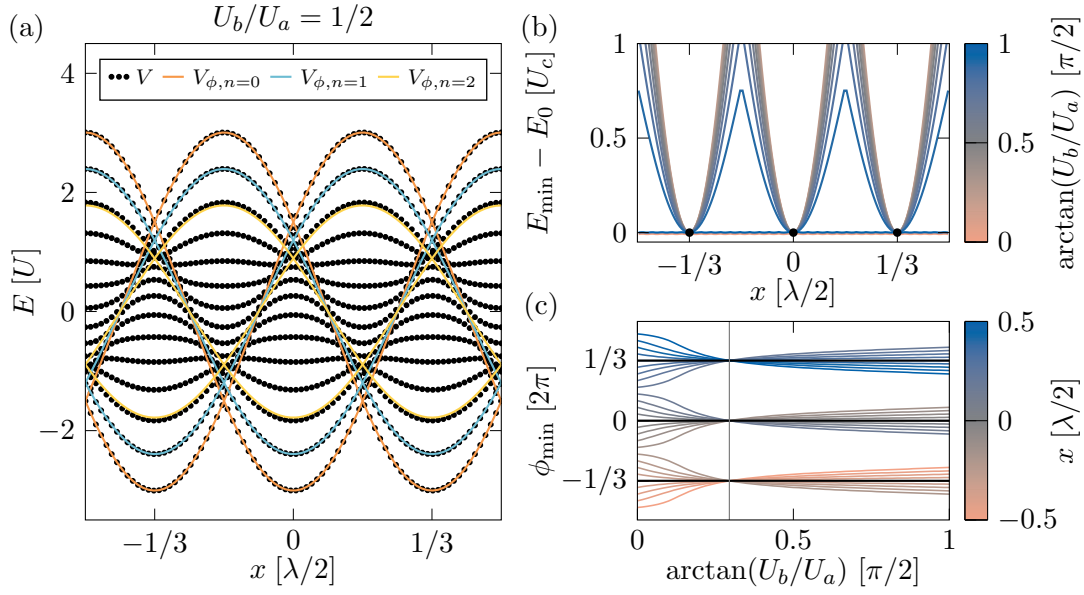 (a)
U_b/U_a = 1/2
V V_{ϕ,n=0} V_{ϕ,n=1} V_{ϕ,n=2}
4
2
0
−2
E [U]
−1/3 0 1/3
x [λ/2]
(b)
1
0.5
0
E_min − E_0 [U_c]
−1/3 0 1/3
x [λ/2]
1
0.5
0
arctan(U_b/U_a) [π/2]
(c)
1/3
0
−1/3
ϕ_min [2π]
0 0.5 1
arctan(U_b/U_a) [π/2]
0.5
0
−0.5
x [λ/2]